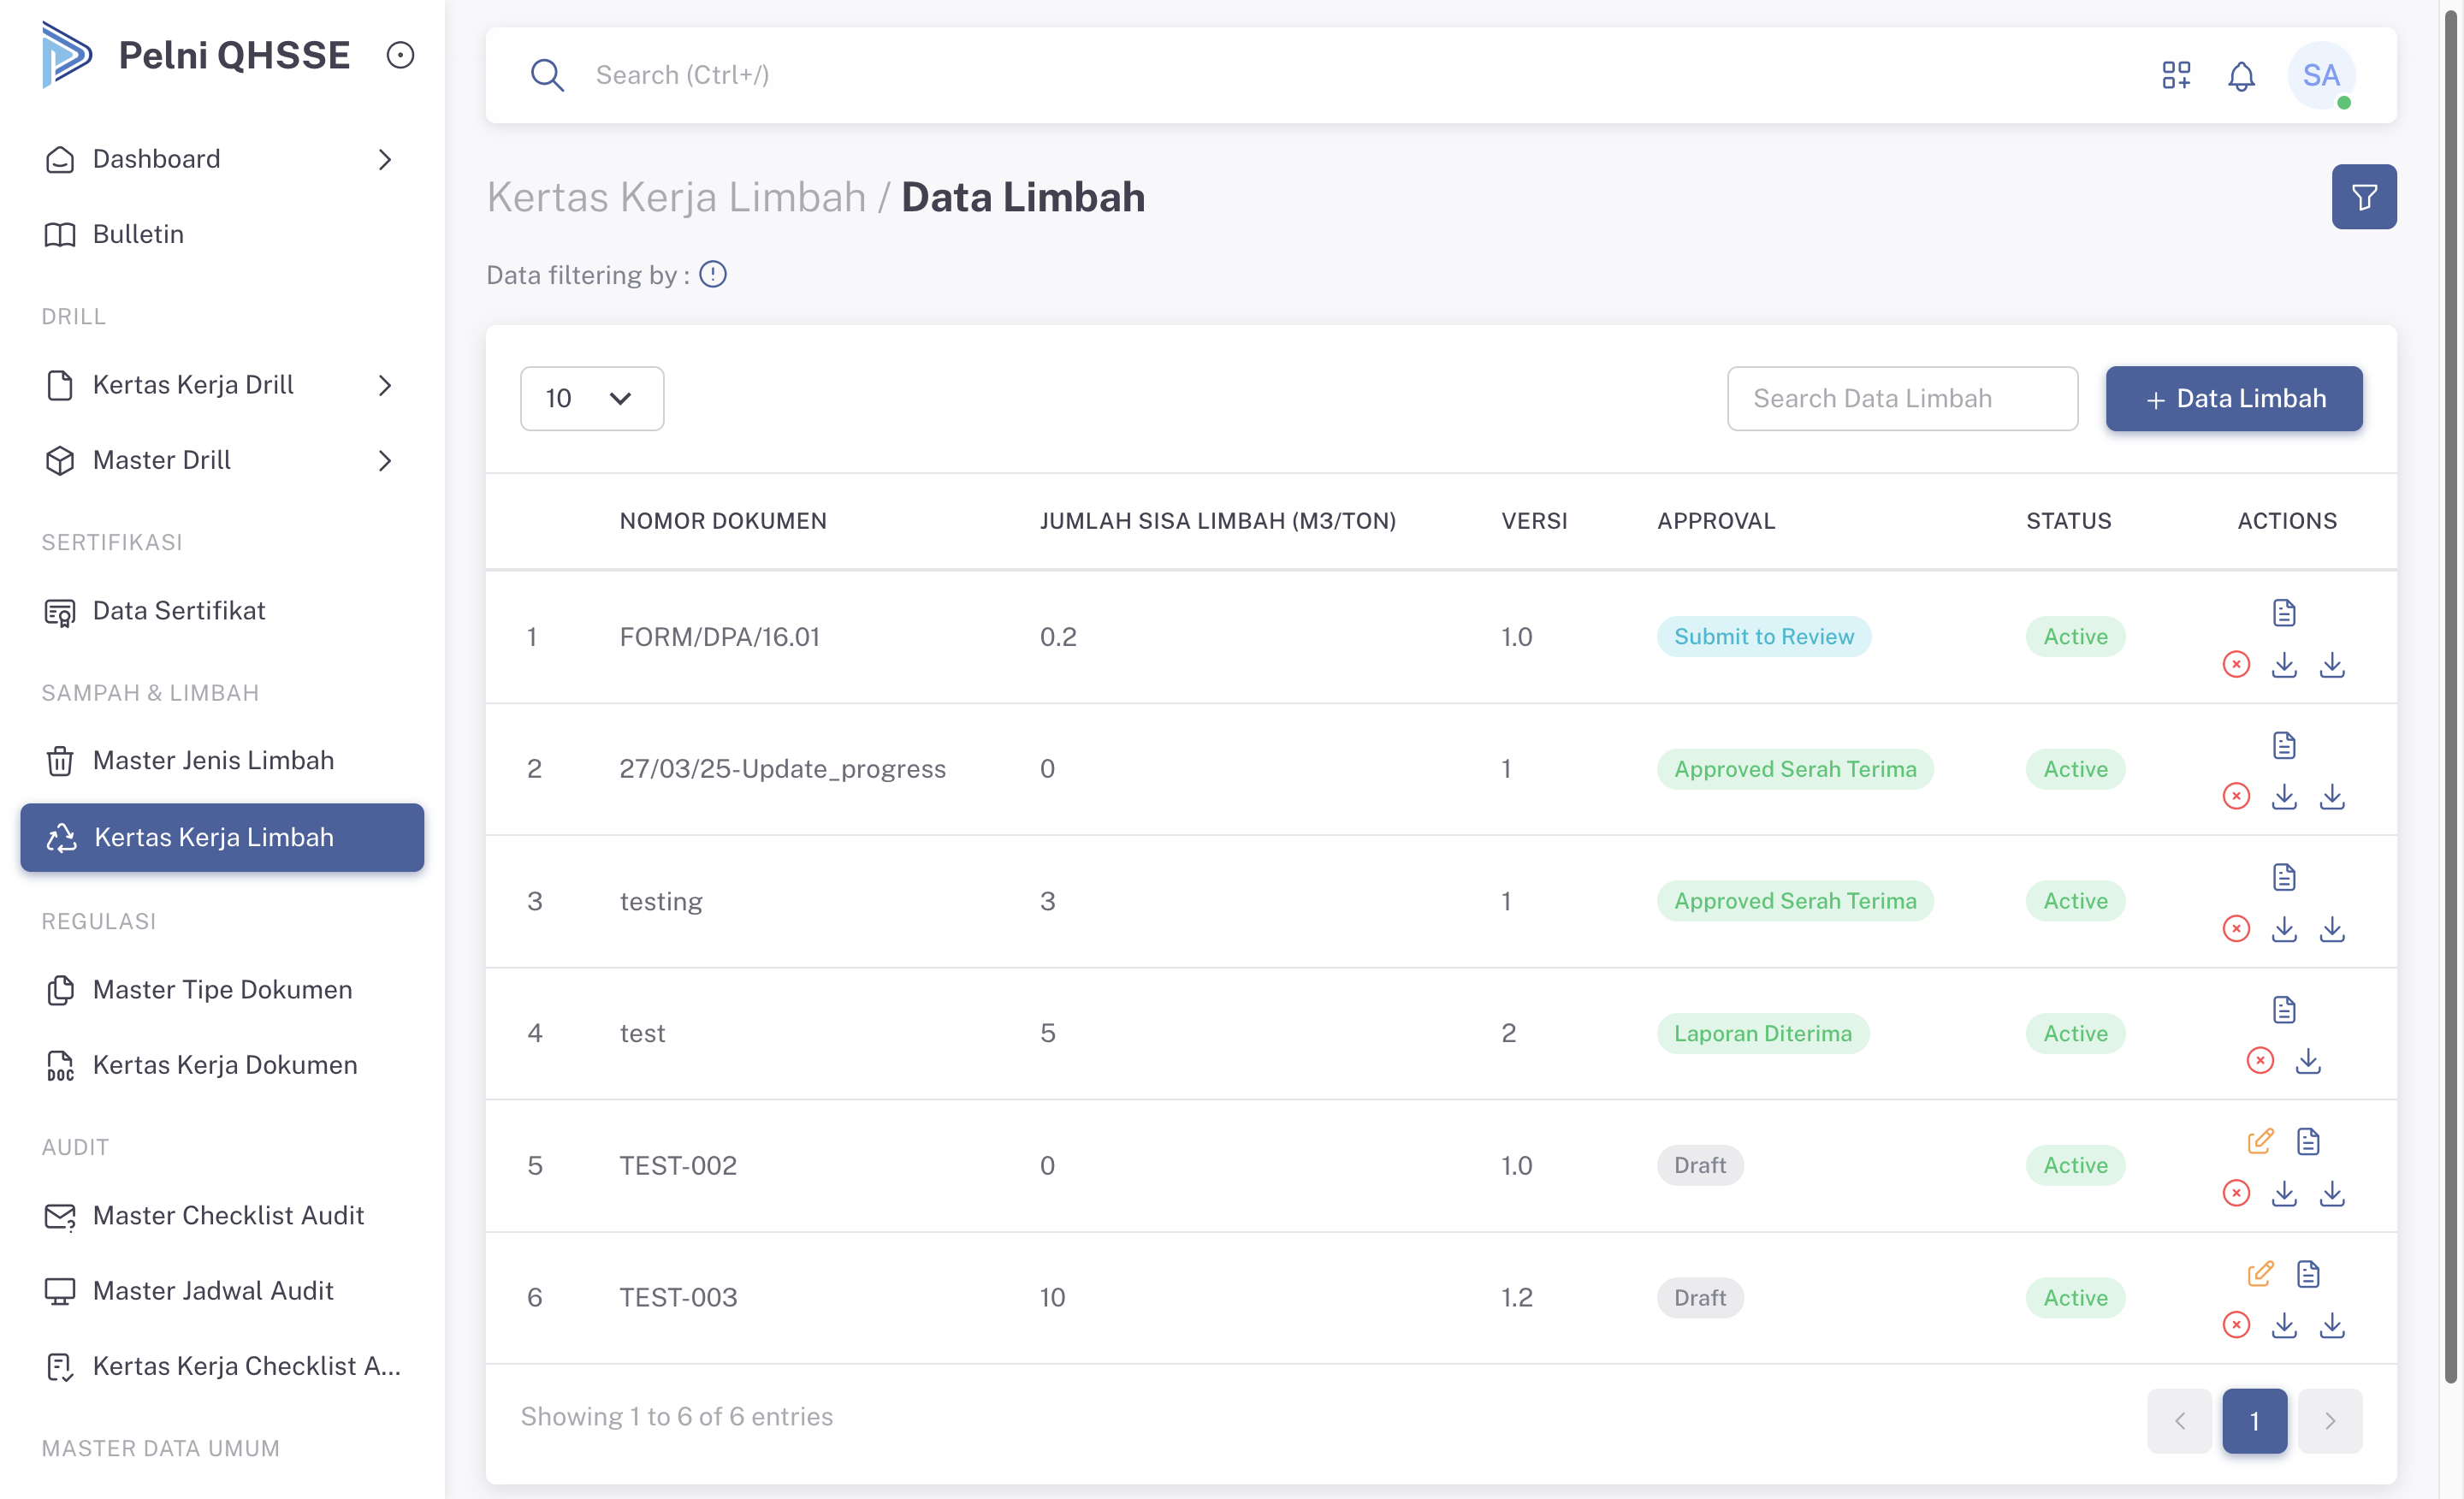 Pelni QHSSE
Dashboard
Bulletin
DRILL
Kertas Kerja Drill
Master Drill
SERTIFIKASI
Data Sertifikat
SAMPAH & LIMBAH
Master Jenis Limbah
Kertas Kerja Limbah
REGULASI
Master Tipe Dokumen
DOC
Kertas Kerja Dokumen
AUDIT
Master Checklist Audit
Master Jadwal Audit
Kertas Kerja Checklist A...
MASTER DATA UMUM
Search (Ctrl+/)
SA
Kertas Kerja Limbah / Data Limbah
Data filtering by :
10
Search Data Limbah
+ Data Limbah
NOMOR DOKUMEN JUMLAH SISA LIMBAH (M3/TON) VERSI APPROVAL STATUS ACTIONS
1 FORM/DPA/16.01 0.2 1.0 Submit to Review Active
2 27/03/25-Update_progress 0 1 Approved Serah Terima Active
3 testing 3 1 Approved Serah Terima Active
4 test 5 2 Laporan Diterima Active
5 TEST-002 0 1.0 Draft Active
6 TEST-003 10 1.2 Draft Active
Showing 1 to 6 of 6 entries
1